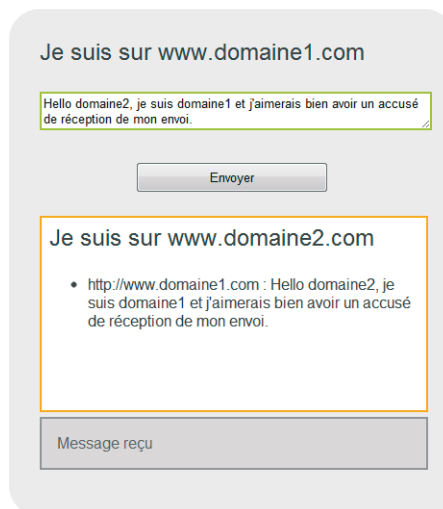 Je suis sur www.domaine1.com
Hello domaine2, je suis domaine1 et j'aimerais bien avoir un accusé
de réception de mon envoi.
Envoyer
Je suis sur www.domaine2.com
• http://www.domaine1.com : Hello domaine2, je
suis domaine1 et j'aimerais bien avoir un accusé
de réception de mon envoi.
Message reçu